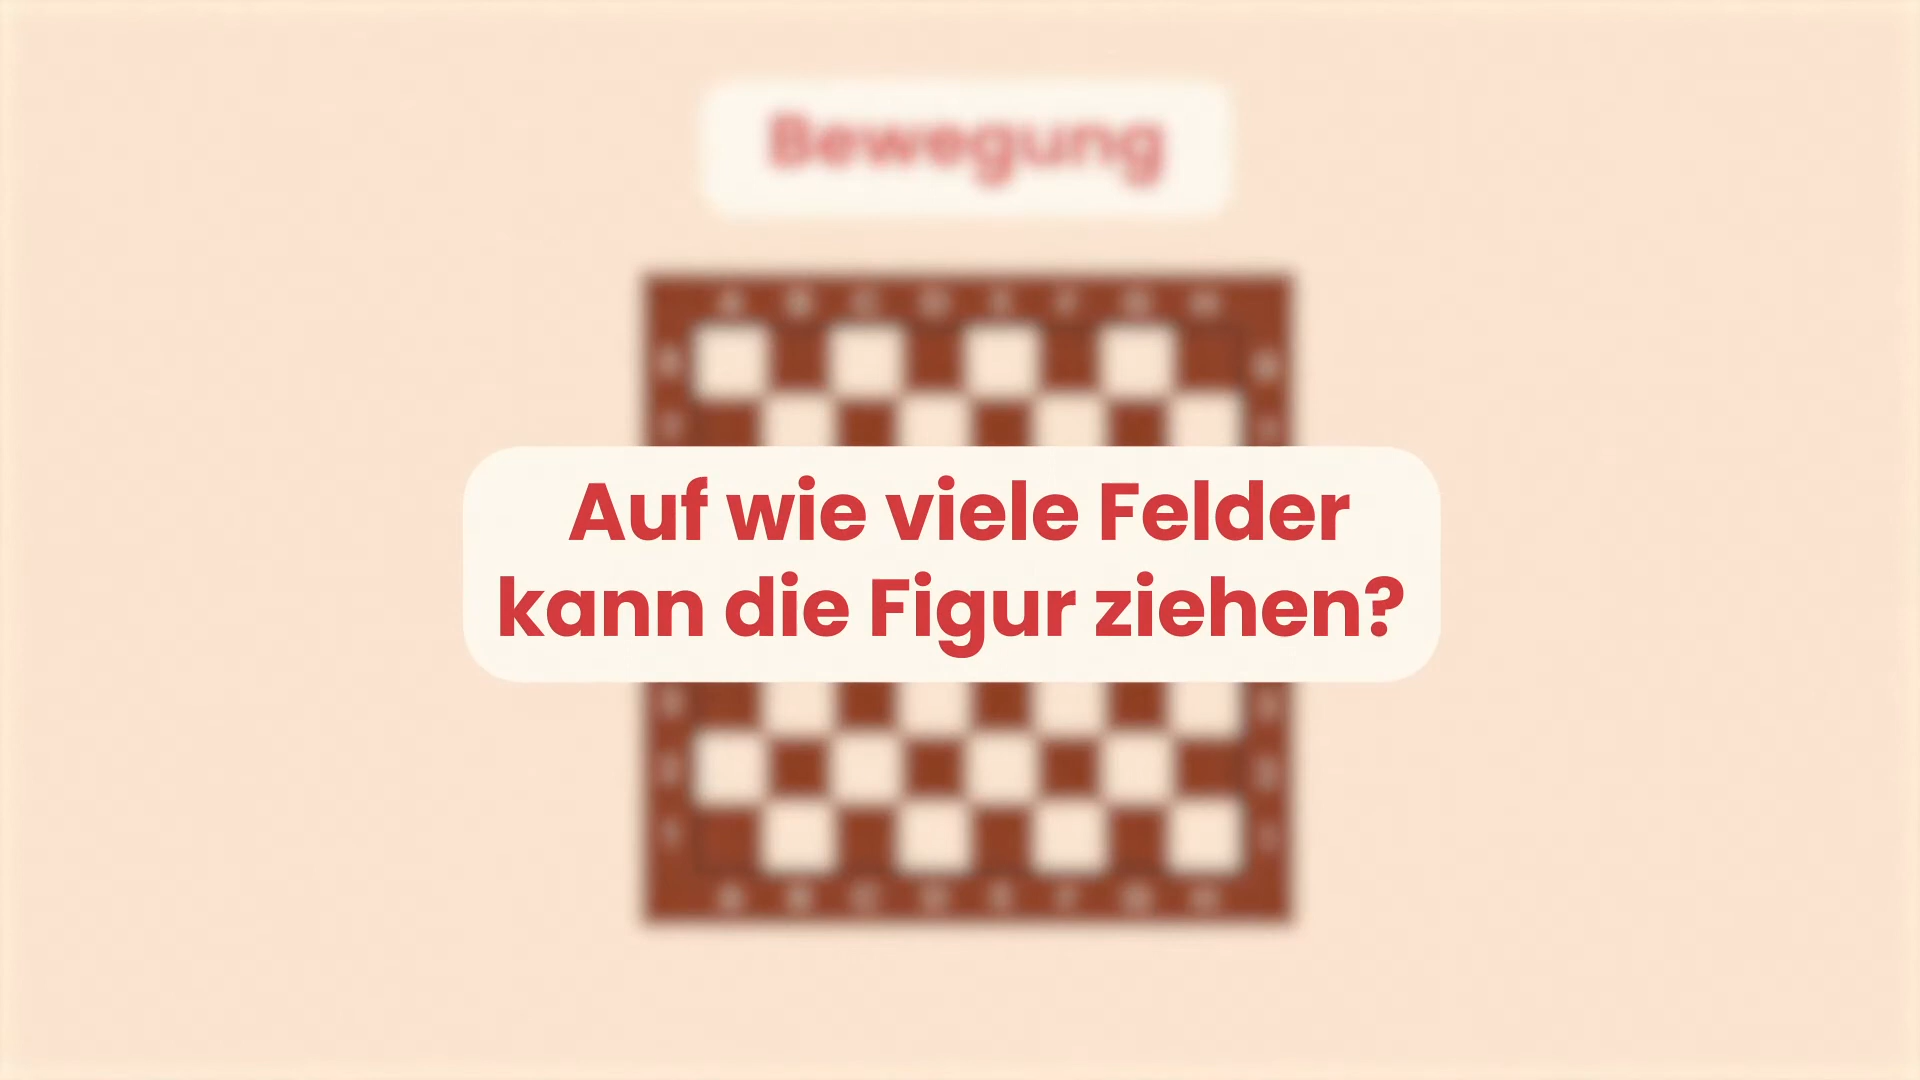 Bewegung
A B C D E F G H
Auf wie viele Felder
kann die Figur ziehen?
A B C D E F G H